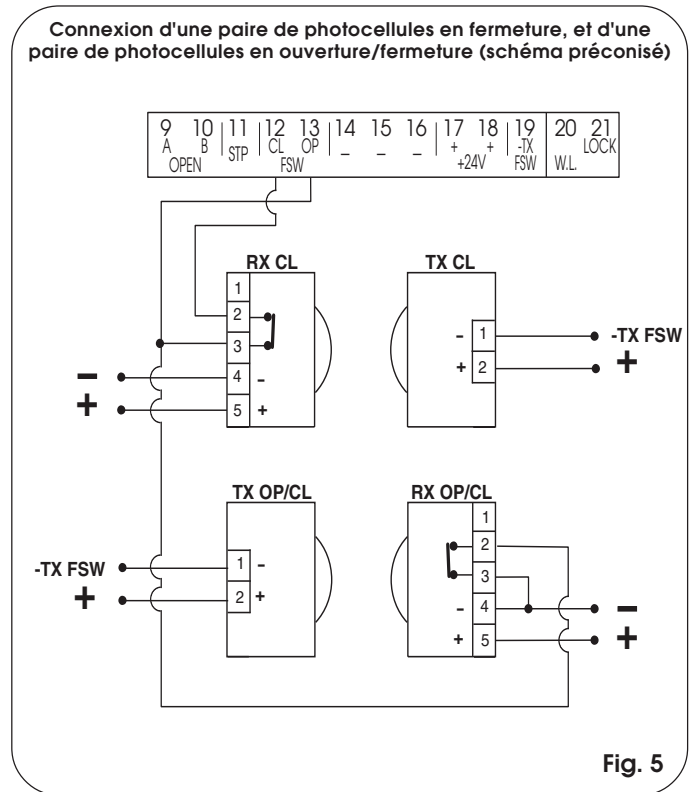 Connexion d'une paire de photocellules en fermeture, et d'une
paire de photocellules en ouverture/fermeture (schéma préconisé)
9 10 11 12 13 14 15 16 17 18 19 20 21
A B STP CL OP – – – + + -TX LOCK
OPEN FSW +24V FSW W.L.
RX CL TX CL
1
2
3
4 -
5 +
–
+
- 1 -TX FSW
+ 2 +
TX OP/CL RX OP/CL
-TX FSW 1 -
+ 2 +
1
2
3
- 4 –
+ 5 +
Fig. 5